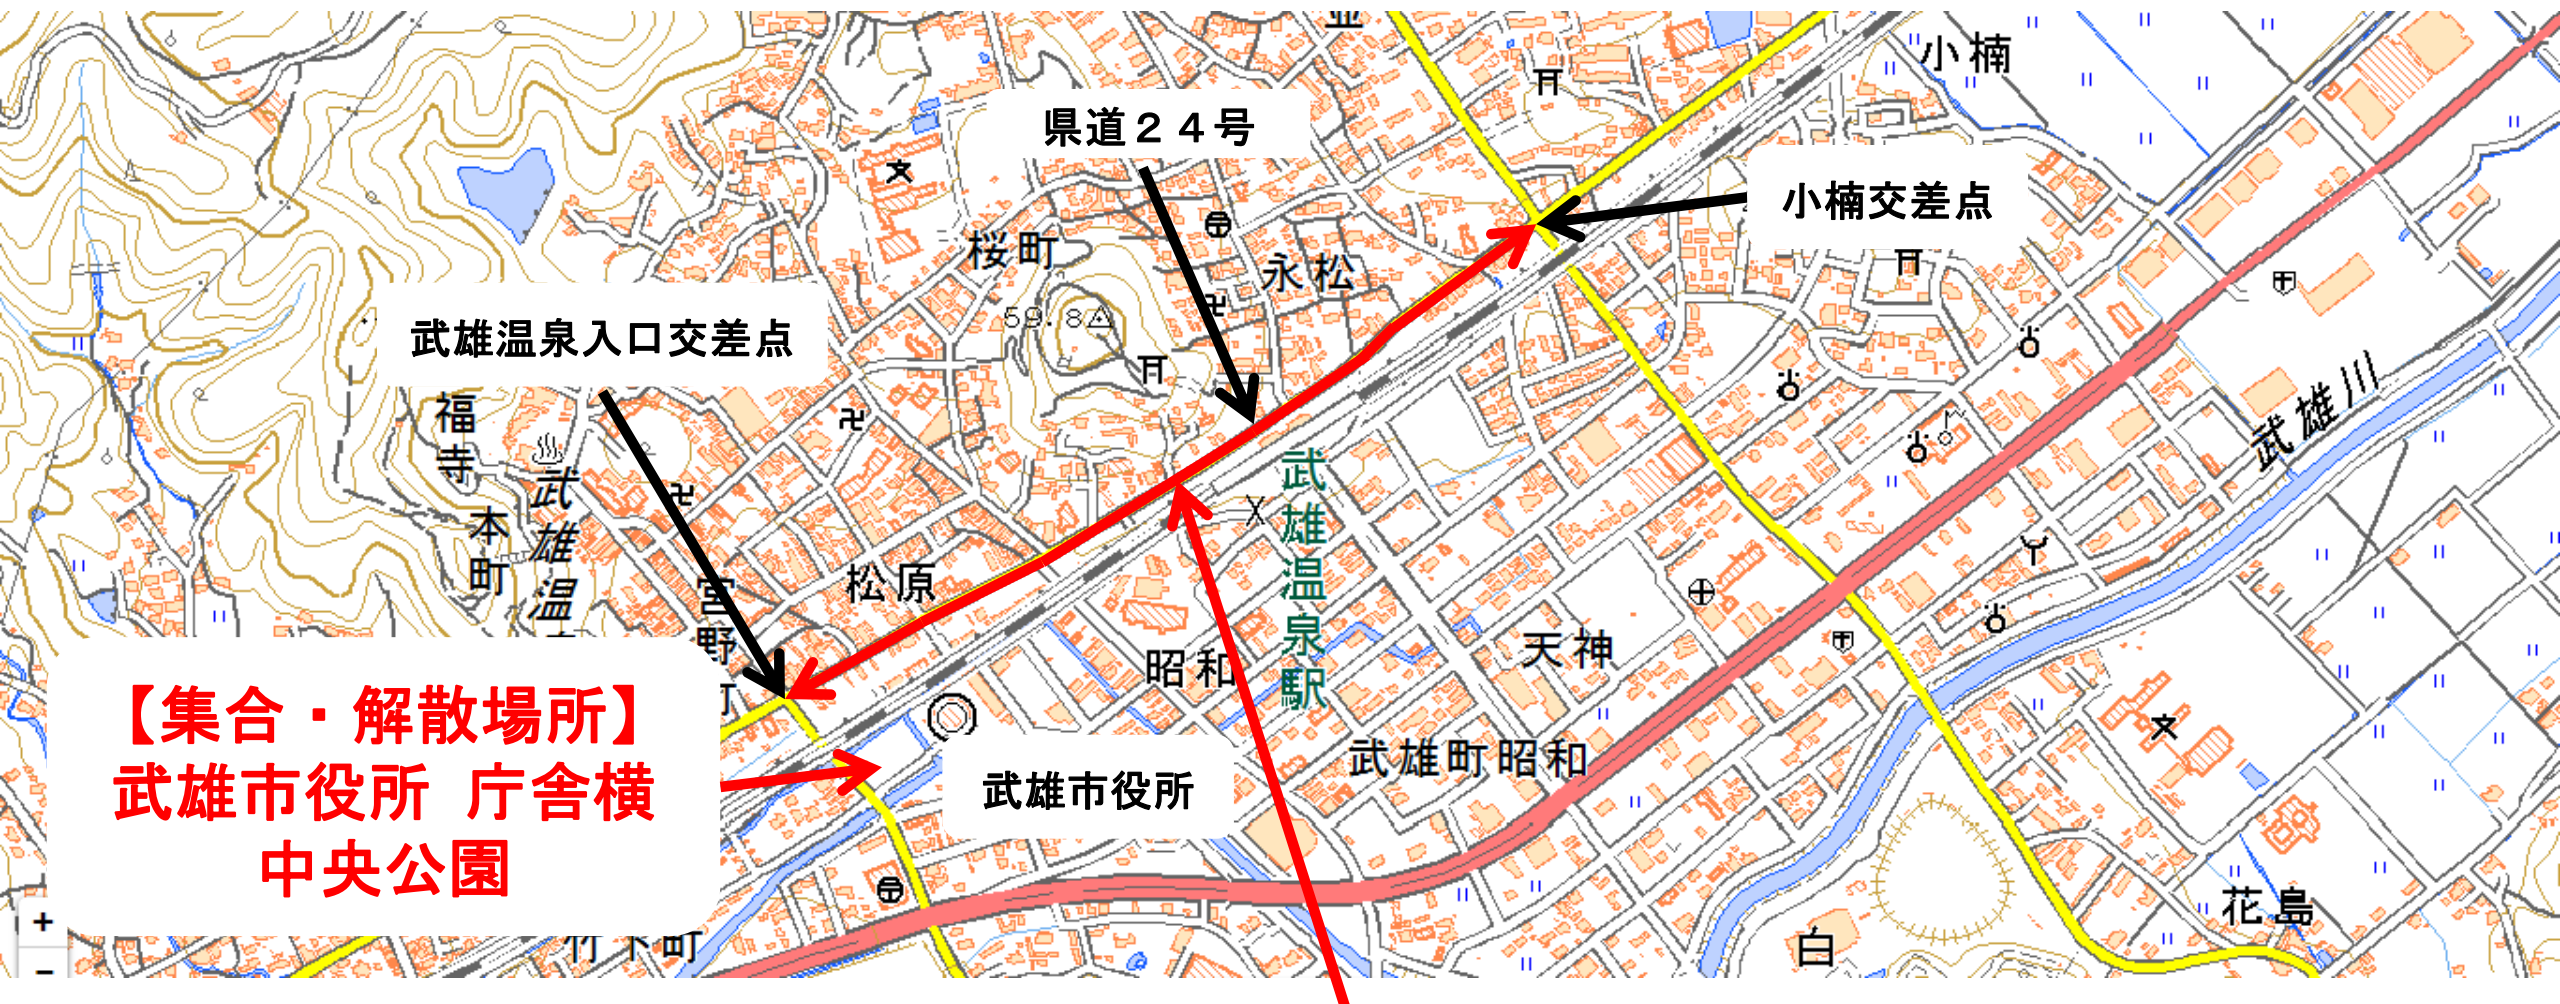 小楠
県道２４号
小楠交差点
桜町
永松
59.8
武雄温泉入口交差点
武雄川
福寺
本町
武雄温
武雄温泉駅
松原
宮野町
昭和
天神
【集合・解散場所】
武雄市役所 庁舎横
中央公園
武雄市役所
武雄町昭和
花島
白
竹下町
+
−